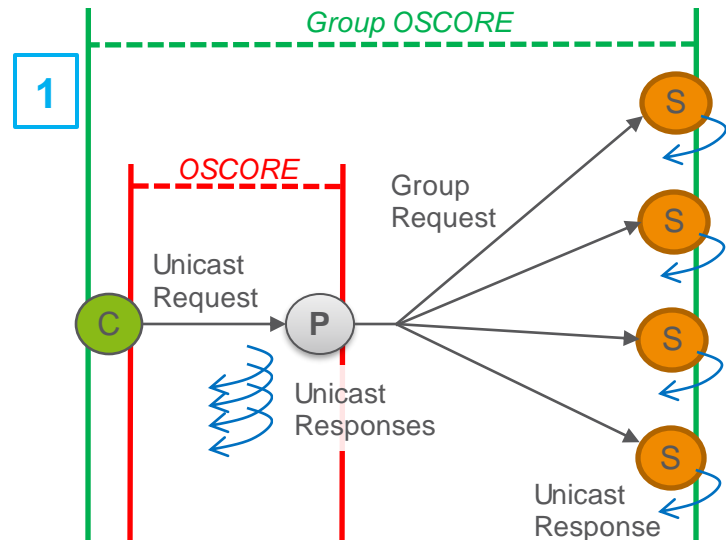 Group OSCORE
1
S
OSCORE
Group
Request
S
Unicast
Request
C
P
S
Unicast
Responses
S
Unicast
Response